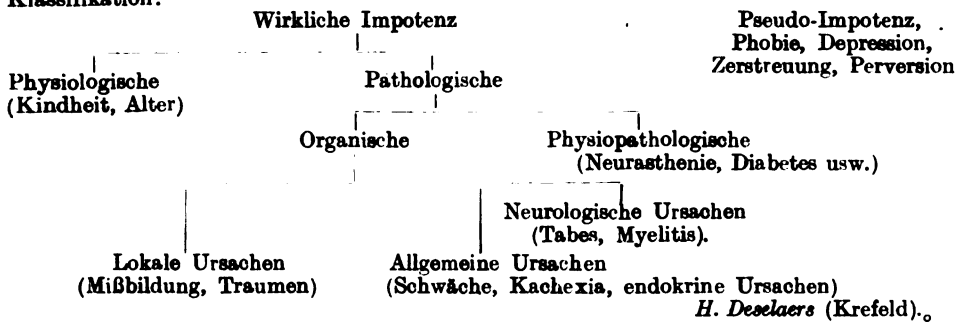 Klassifikation:
Wirkliche Impotenz
Pseudo-Impotenz,
Phobie, Depression,
Zerstreuung, Perversion
Physiologische
(Kindheit, Alter)
Pathologische
Organische
Physiopathologische
(Neurasthenie, Diabetes usw.)
Neurologische Ursachen
(Tabes, Myelitis).
Lokale Ursachen
(Mißbildung, Traumen)
Allgemeine Ursachen
(Schwäche, Kachexia, endokrine Ursachen)
H. Deselaers (Krefeld).